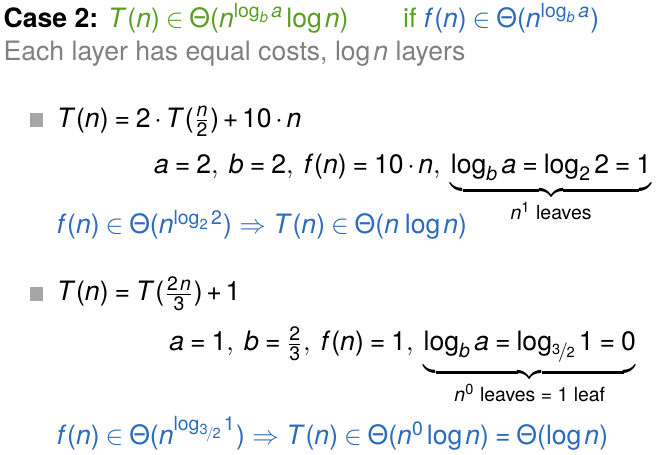 Case 2: T(n) ∈ Θ(n^{log_b a} log n) if f(n) ∈ Θ(n^{log_b a})
Each layer has equal costs, log n layers
■ T(n) = 2 · T(n/2) + 10 · n
a = 2, b = 2, f(n) = 10 · n, log_b a = log_2 2 = 1
n^1 leaves
f(n) ∈ Θ(n^{log_2 2}) ⇒ T(n) ∈ Θ(n log n)
■ T(n) = T(2n/3) + 1
a = 1, b = 2/3, f(n) = 1, log_b a = log_{3/2} 1 = 0
n^0 leaves = 1 leaf
f(n) ∈ Θ(n^{log_{3/2} 1}) ⇒ T(n) ∈ Θ(n^0 log n) = Θ(log n)